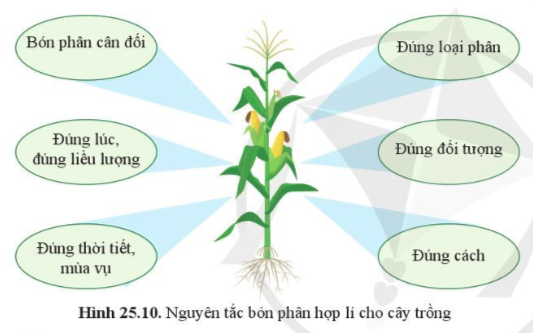 Bón phân cân đối
Đúng loại phân
Đúng lúc,
đúng liều lượng
Đúng đối tượng
Đúng thời tiết,
mùa vụ
Đúng cách
Hình 25.10. Nguyên tắc bón phân hợp lí cho cây trồng